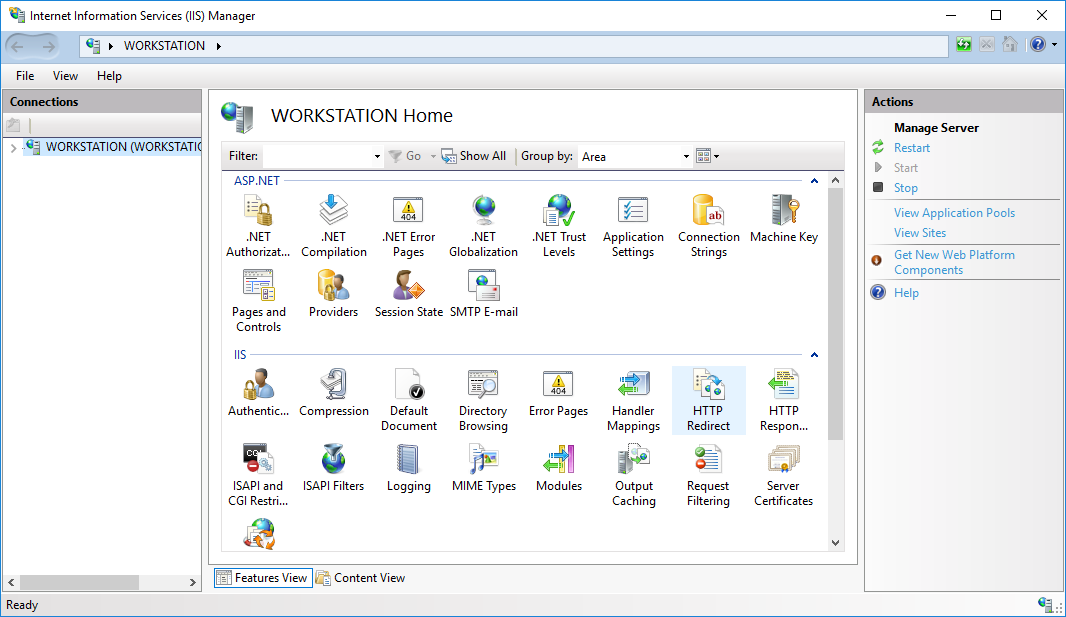 Internet Information Services (IIS) Manager
WORKSTATION
File View Help
Connections
WORKSTATION (WORKSTATIC
WORKSTATION Home
Filter: Go Show All Group by: Area
ASP.NET
.NET Authorizat...
.NET Compilation
.NET Error Pages
.NET Globalization
.NET Trust Levels
Application Settings
Connection Strings
Machine Key
Pages and Controls
Providers
Session State
SMTP E-mail
IIS
Authentic...
Compression
Default Document
Directory Browsing
Error Pages
Handler Mappings
HTTP Redirect
HTTP Respon...
ISAPI and CGI Restri...
ISAPI Filters
Logging
MIME Types
Modules
Output Caching
Request Filtering
Server Certificates
Features View
Content View
Actions
Manage Server
Restart
Start
Stop
View Application Pools
View Sites
Get New Web Platform
Components
Help
Ready